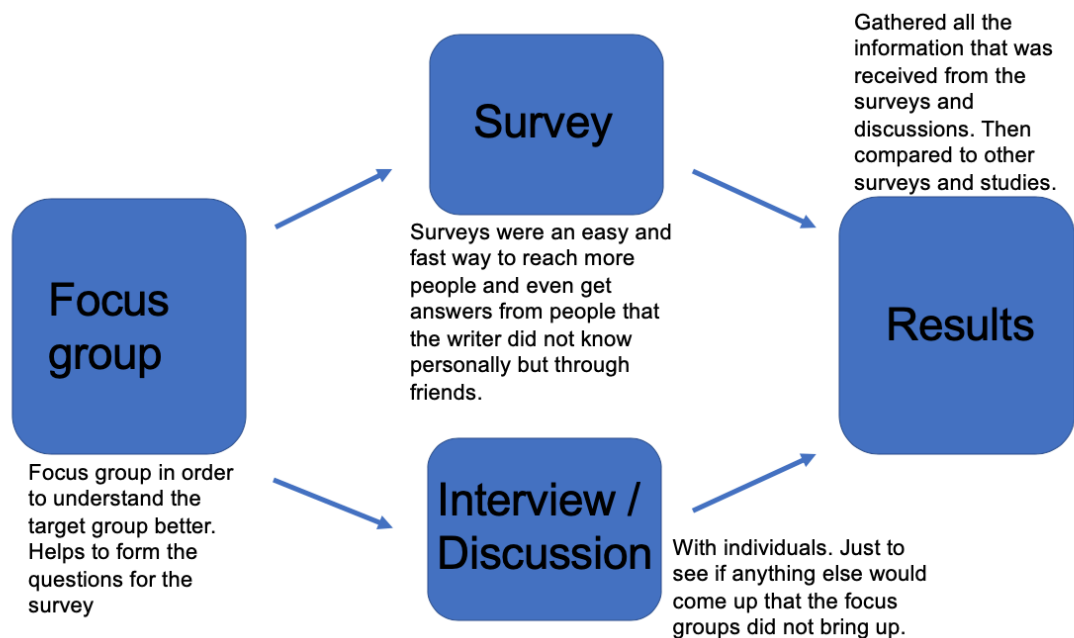 Focus
group
Focus group in order
to understand the
target group better.
Helps to form the
questions for the
survey
Survey
Surveys were an easy and
fast way to reach more
people and even get
answers from people that
the writer did not know
personally but through
friends.
Interview /
Discussion
With individuals. Just to
see if anything else would
come up that the focus
groups did not bring up.
Gathered all the
information that was
received from the
surveys and
discussions. Then
compared to other
surveys and studies.
Results